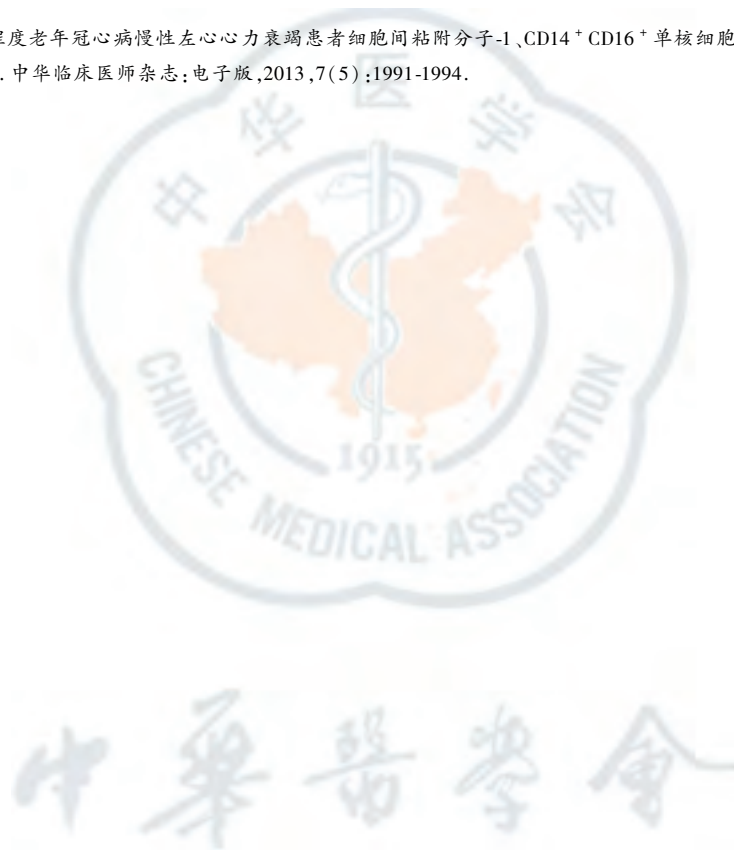 程度老年冠心病慢性左心心力衰竭患者细胞间粘附分子-1、CD14⁺CD16⁺单核细胞
. 中华临床医师杂志:电子版,2013,7(5):1991-1994.
中华医学会
1915
CHINESE MEDICAL ASSOCIATION
中华醫學會